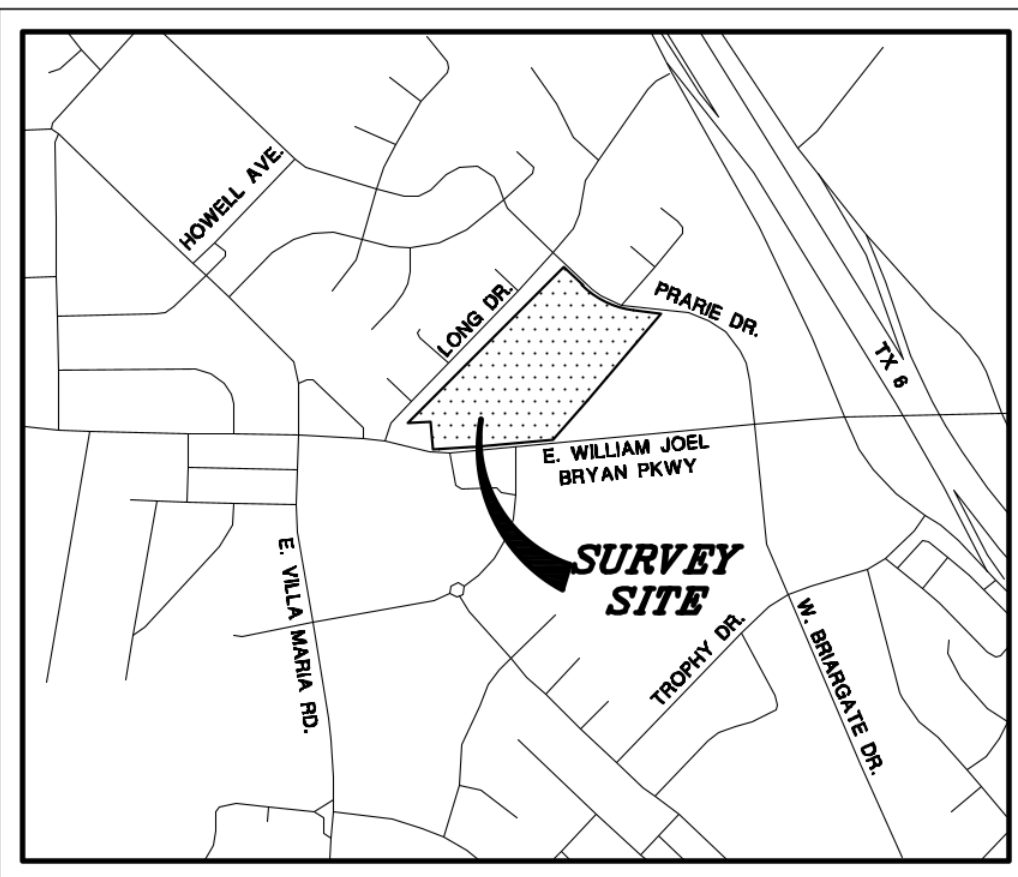 HOWELL AVE.
LONG DR.
PRARIE DR.
TX 6
E. WILLIAM JOEL
BRYAN PKWY
SURVEY
SITE
E. VILLA MARIA RD.
TROPHY DR.
W. BRIARGATE DR.